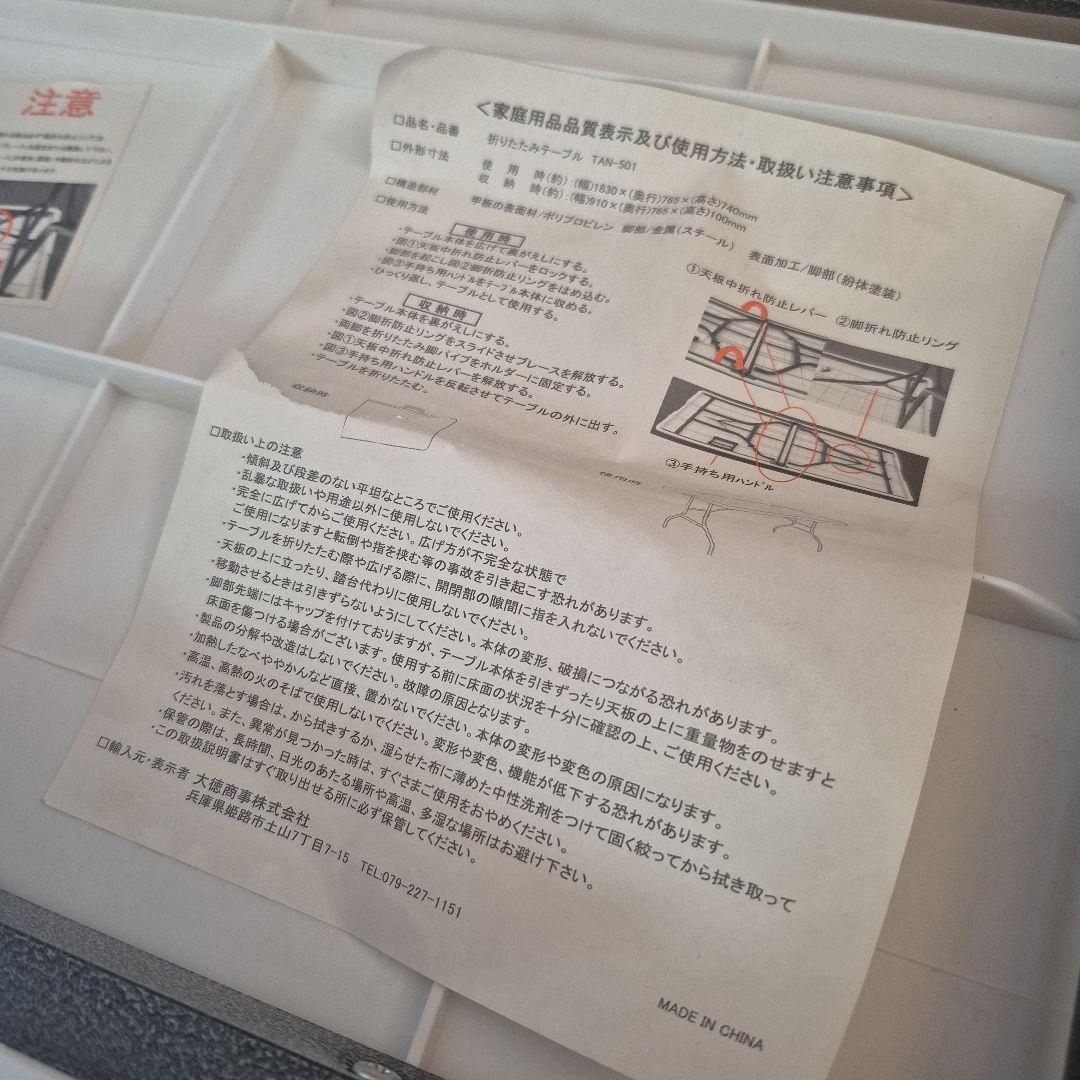 注意
<家庭用品品質表示及び使用方法・取扱い注意事項>
□品名・品番 折りたたみテーブル TAN-501
□外形寸法 使用時(約):(幅)1830×(奥行)765×(高さ)740mm
収納時(約):(幅)910×(奥行)765×(高さ)100mm
□構造部材 甲板の表面材/ポリプロピレン 脚部/金属(スチール) 表面加工/脚部(紛体塗装)
□使用方法
使用時
・テーブル本体を広げて裏がえしにする。
・図①天板中折れ防止レバーをロックする。
・脚部を起こし図②脚折防止リングをはめ込む。
・図③手持ち用ハンドルをテーブル本体に収める。
・ひっくり返し、テーブルとして使用する。
収納時
・テーブル本体を裏がえしにする。
・図②脚折防止リングをスライドさせブレースを解放する。
・両脚を折りたたみ脚パイプをホルダーに固定する。
・図①天板中折れ防止レバーを解放する。
・図③手持ち用ハンドルを反転させてテーブルの外に出す。
・テーブルを折りたたむ。
①天板中折れ防止レバー ②脚折れ防止リング
③手持ち用ハンドル
収納時
使用時
□取扱い上の注意
・傾斜及び段差のない平坦なところでご使用ください。
・乱暴な取扱いや用途以外に使用しないでください。
・完全に広げてからご使用ください。広げ方が不完全な状態で
ご使用になりますと転倒や指を挟む等の事故を引き起こす恐れがあります。
・テーブルを折りたたむ際や広げる際に、開閉部の隙間に指を入れないでください。
・天板の上に立ったり、踏台代わりに使用しないでください。
・移動させるときは引きずらないようにしてください。本体の変形、破損につながる恐れがあります。
・脚部先端にはキャップを付けておりますが、テーブル本体を引きずったり天板の上に重量物をのせますと
床面を傷つける場合がございます。使用する前に床面の状況を十分に確認の上、ご使用ください。
・製品の分解や改造はしないでください。故障の原因となります。
・加熱したなべややかんなど直接、置かないでください。本体の変形や変色の原因になります。
・高温、高熱の火のそばで使用しないでください。変形や変色、機能が低下する恐れがあります。
・汚れを落とす場合は、から拭きするか、湿らせた布に薄めた中性洗剤をつけて固く絞ってから拭き取って
ください。また、異常が見つかった時は、すぐさまご使用をおやめください。
・保管の際は、長時間、日光のあたる場所や高温、多湿な場所はお避け下さい。
・この取扱説明書はすぐ取り出せる所に必ず保管してください。
□輸入元・表示者 大徳商事株式会社
兵庫県姫路市土山7丁目7-15 TEL:079-227-1151
MADE IN CHINA